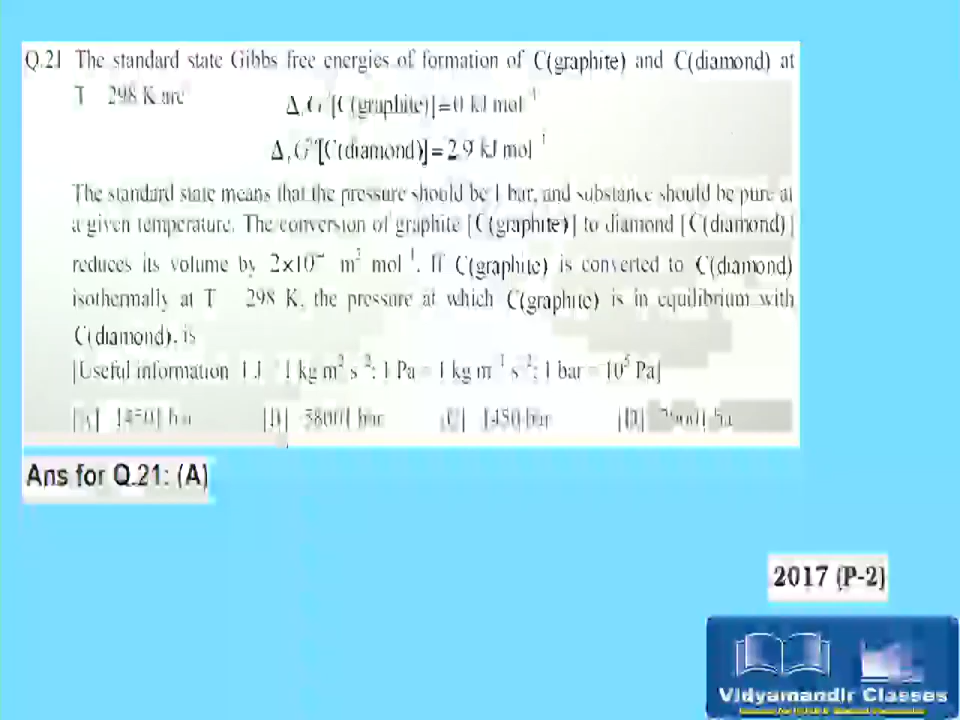 Q.21 The standard state Gibbs free energies of formation of C(graphite) and C(diamond) at
T 298 K are
Δ G [C(graphite)]=0 kJ mol⁻¹
Δ G°[C(diamond)]=2.9 kJ mol⁻¹
The standard state means that the pressure should be 1 bar, and substance should be pure at
a given temperature. The conversion of graphite [C(graphite)] to diamond [C(diamond)]
reduces its volume by 2×10 m³ mol⁻¹. If C(graphite) is converted to C(diamond)
isothermally at T 298 K, the pressure at which C(graphite) is in equilibrium with
C(diamond), is
[Useful information 1 J 1 kg m² s⁻²; 1 Pa = 1 kg m⁻¹ s⁻²; 1 bar = 10⁵ Pa]
[A] bar 58001 bar [C] 1450 bar [D]
Ans for Q.21: (A)
2017 (P-2)
Vidyamandir Classes